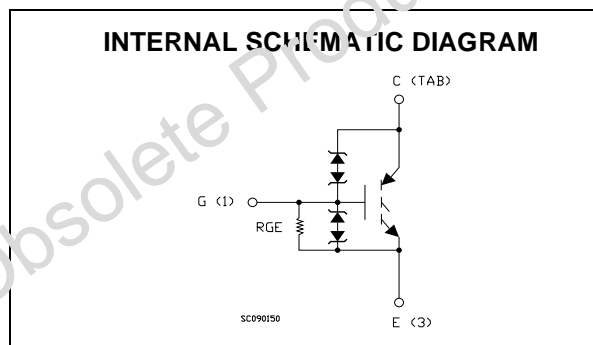 INTERNAL SCHEMATIC DIAGRAM
C (TAB)
G (1)
RGE
SC090150
E (3)
Obsolete